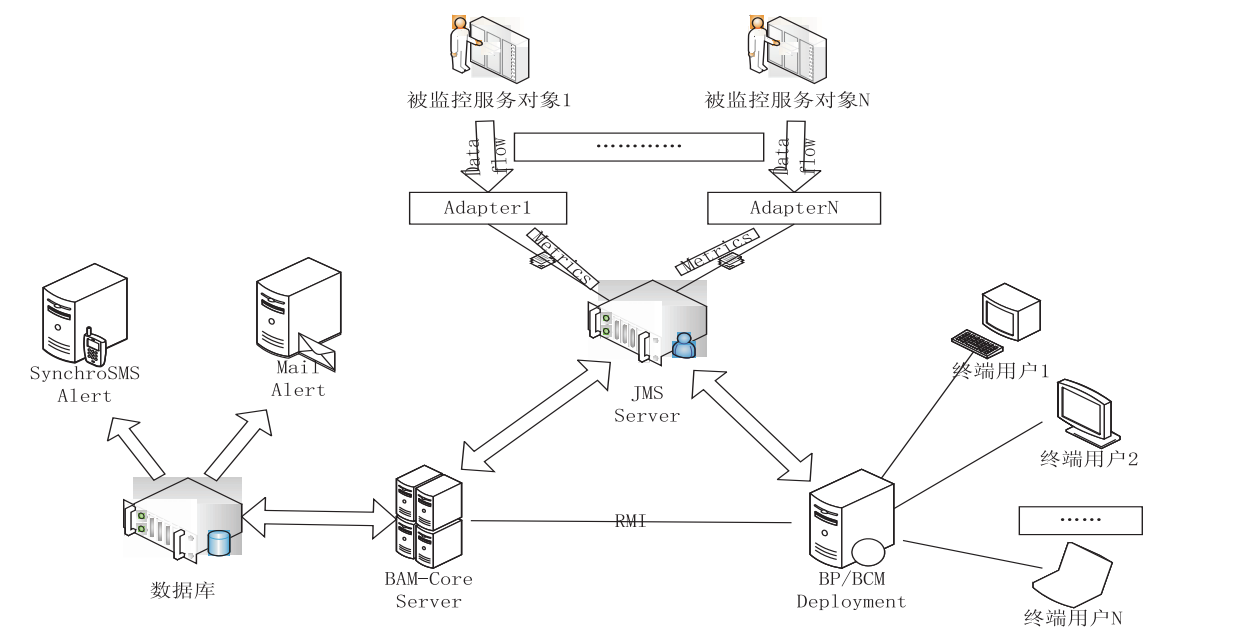 被监控服务对象1
被监控服务对象N
Data
flow
…………
Data
flow
Adapter1
AdapterN
Metrics
Metrics
SynchroSMS
Alert
Mail
Alert
JMS
Server
终端用户1
终端用户2
……
终端用户N
RMI
数据库
BAM-Core
Server
BP/BCM
Deployment